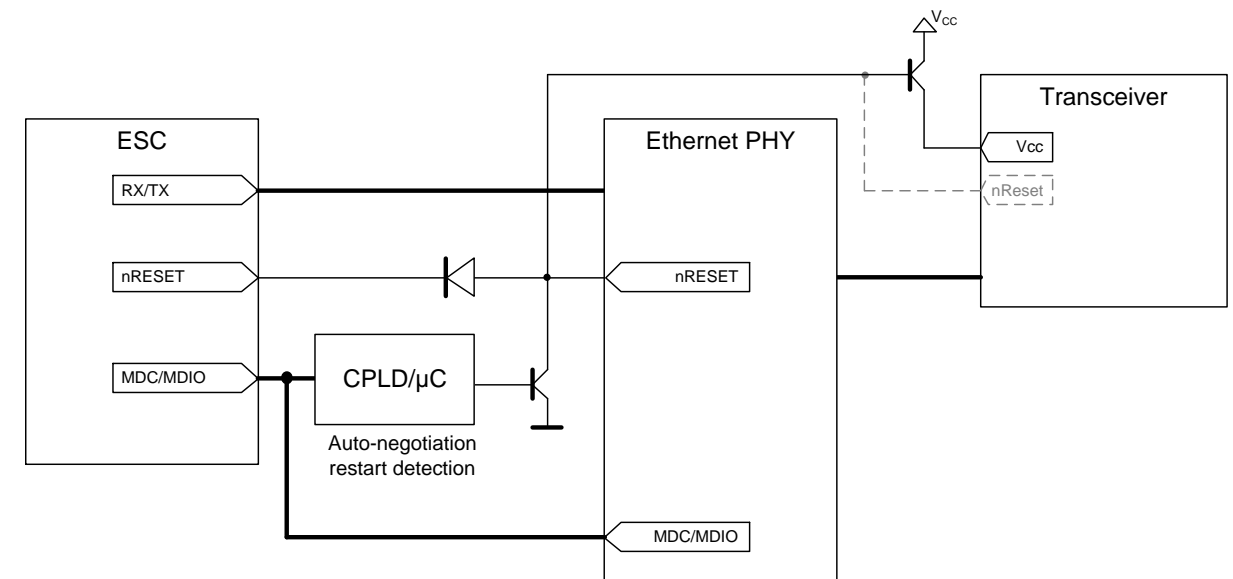 VCC
Transceiver
Vcc
nReset
ESC
Ethernet PHY
RX/TX
nRESET
nRESET
MDC/MDIO
CPLD/µC
Auto-negotiation
restart detection
MDC/MDIO